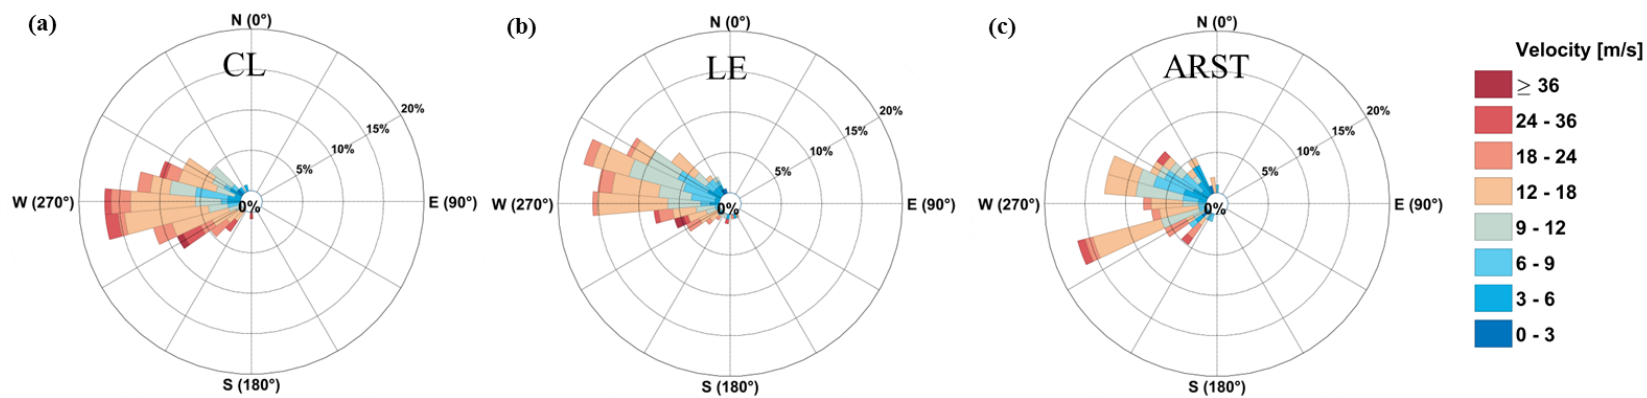 (a)
N (0°)
CL
20%
15%
10%
5%
0%
W (270°)
E (90°)
S (180°)
(b)
N (0°)
LE
20%
15%
10%
5%
0%
W (270°)
E (90°)
S (180°)
(c)
N (0°)
ARST
20%
15%
10%
5%
0%
W (270°)
E (90°)
S (180°)
Velocity [m/s]
≥ 36
24 - 36
18 - 24
12 - 18
9 - 12
6 - 9
3 - 6
0 - 3